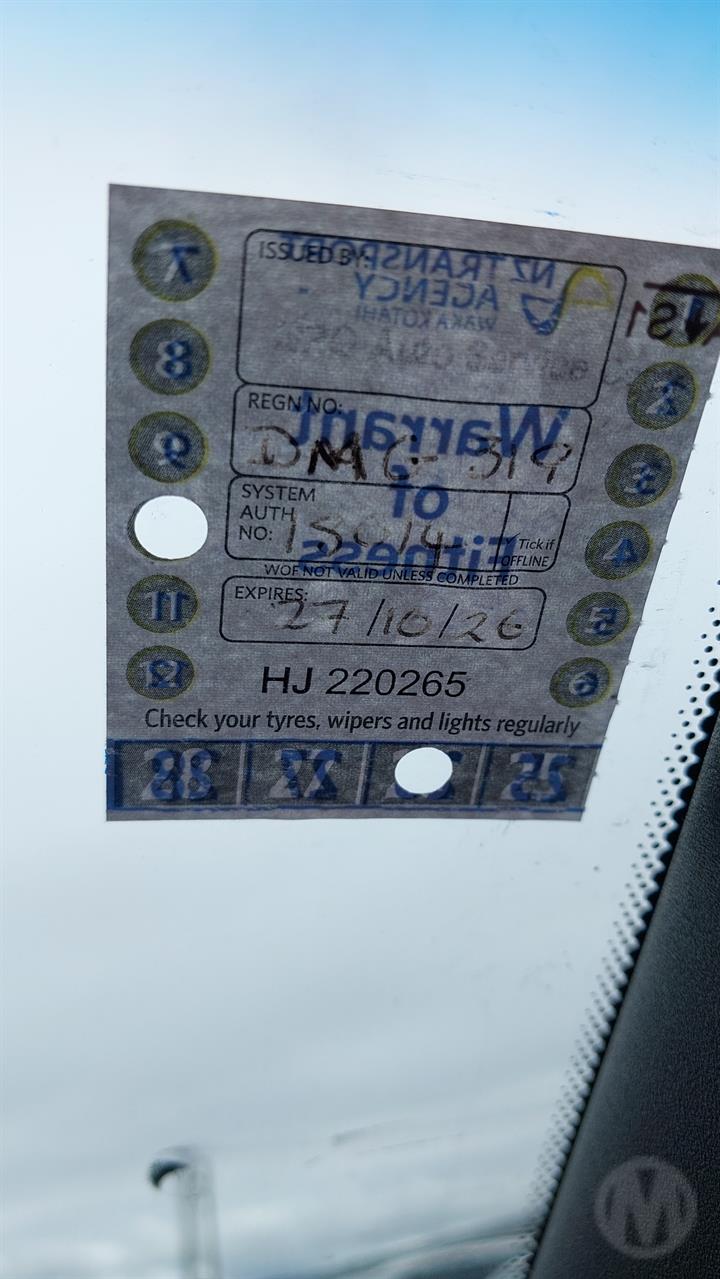 ISSUED BY:
NZ TRANSPORT
AGENCY
WAKA KOTAHI
REGN NO:
DMG 319
Warrant
of
Fitness
SYSTEM
AUTH
NO:
Tick if
OFFLINE
WOF NOT VALID UNLESS COMPLETED
EXPIRES:
27/10/26
HJ 220265
Check your tyres, wipers and lights regularly
7
8
9
11
12
1
2
3
4
5
6
28
27
25
M